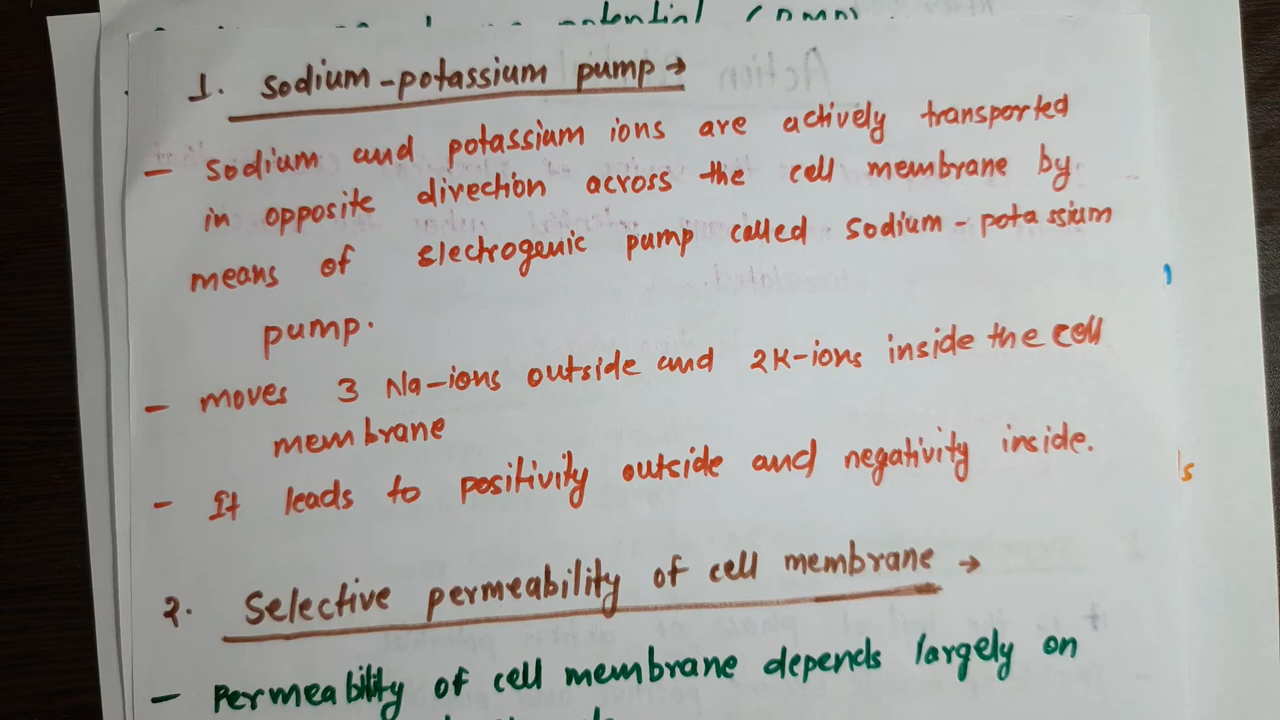 potential (RMP).
1. Sodium-potassium pump →
- Sodium and potassium ions are actively transported
in opposite direction across the cell membrane by
means of Electrogenic pump called Sodium-potassium
pump.
- moves 3 Na-ions outside and 2K-ions inside the cell
membrane
- It leads to positivity outside and negativity inside.
2. Selective permeability of cell membrane →
- Permeability of cell membrane depends largely on